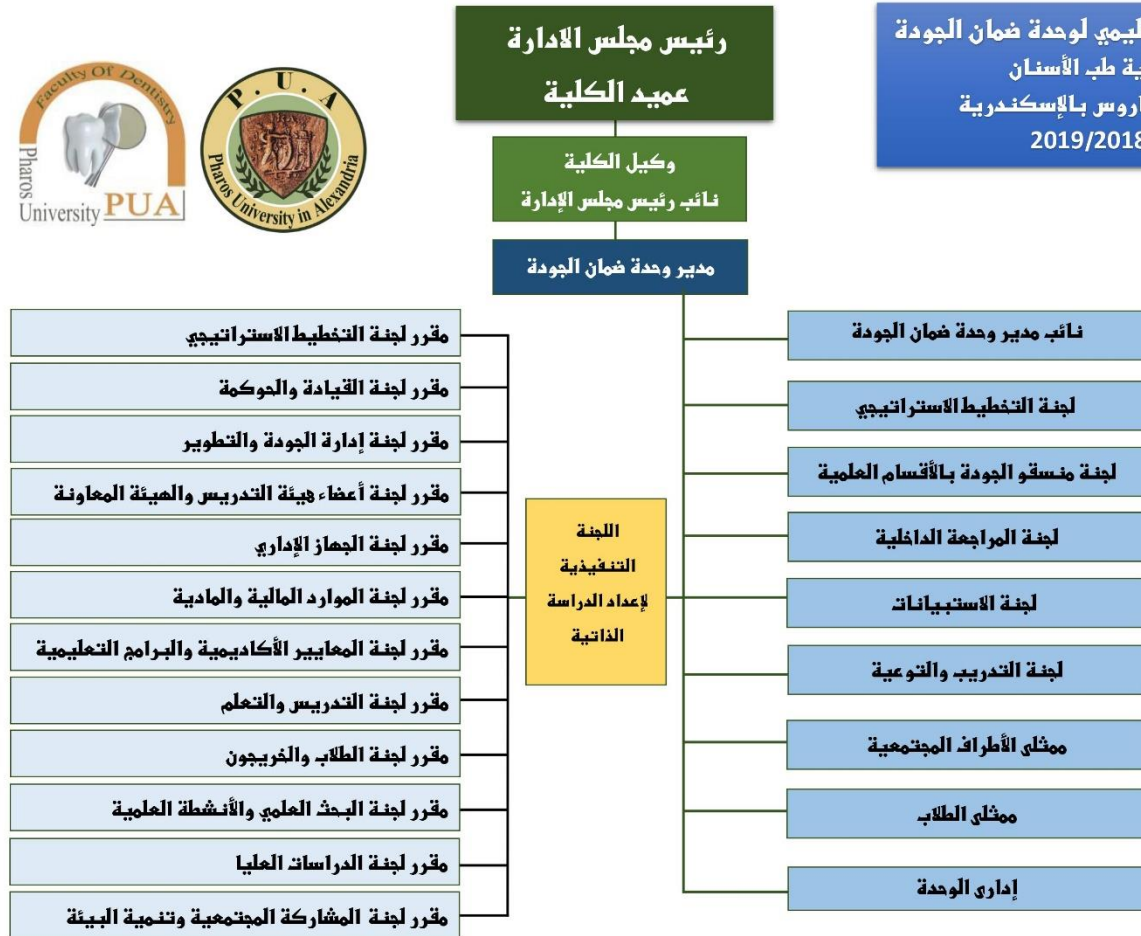 رئيس مجلس الادارة
عميد الكلية
ليمي لوحدة ضمان الجودة
ية طب الأسنان
اروس بالإسكندرية
2019/2018
Faculty Of Dentistry
Pharos
University PUA
P.U.A
Pharos University in Alexandria
وكيل الكلية
نائب رئيس مجلس الإدارة
مدير وحدة ضمان الجودة
نائب مدير وحدة ضمان الجودة
لجنة التخطيط الاستراتيجي
لجنة منسقو الجودة بالأقسام العلمية
لجنة المراجعة الداخلية
لجنة الاستبيانات
لجنة التدريب والتوعية
ممثلى الأطراف المجتمعية
ممثلى الطلاب
إدارى الوحدة
اللجنة
التنفيذية
لإعداد الدراسة
الذاتية
مقرر لجنة التخطيط الاستراتيجي
مقرر لجنة القيادة والحوكمة
مقرر لجنة إدارة الجودة والتطوير
مقرر لجنة أعضاء هيئة التدريس والهيئة المعاونة
مقرر لجنة الجهاز الإداري
مقرر لجنة الموارد المالية والمادية
مقرر لجنة المعايير الأكاديمية والبرامج التعليمية
مقرر لجنة التدريس والتعلم
مقرر لجنة الطلاب والخريجون
مقرر لجنة البحث العلمي والأنشطة العلمية
مقرر لجنة الدراسات العليا
مقرر لجنة المشاركة المجتمعية وتنمية البيئة